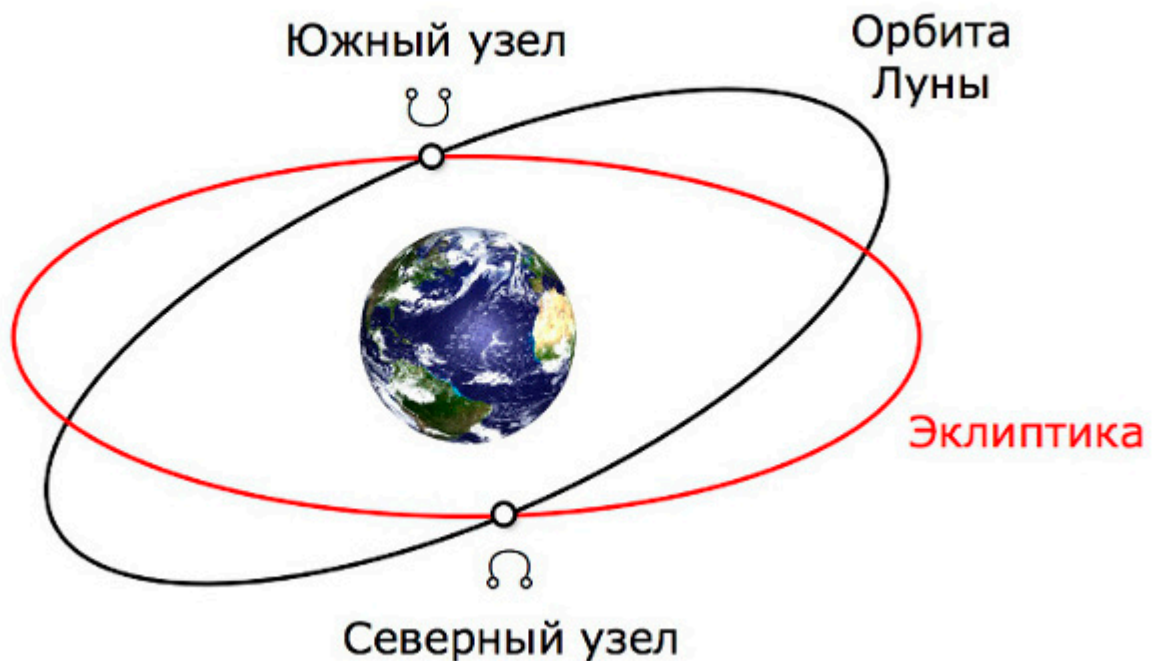 Южный узел
Орбита
Луны
☋
Эклиптика
☊
Северный узел